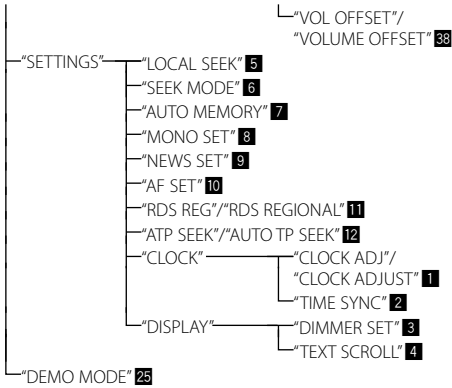 “VOL OFFSET”/
“VOLUME OFFSET” 38
“SETTINGS” “LOCAL SEEK” 5
“SEEK MODE” 6
“AUTO MEMORY” 7
“MONO SET” 8
“NEWS SET” 9
“AF SET” 10
“RDS REG”/“RDS REGIONAL” 11
“ATP SEEK”/“AUTO TP SEEK” 12
“CLOCK” “CLOCK ADJ”/
“CLOCK ADJUST” 1
“TIME SYNC” 2
“DISPLAY” “DIMMER SET” 3
“TEXT SCROLL” 4
“DEMO MODE” 25